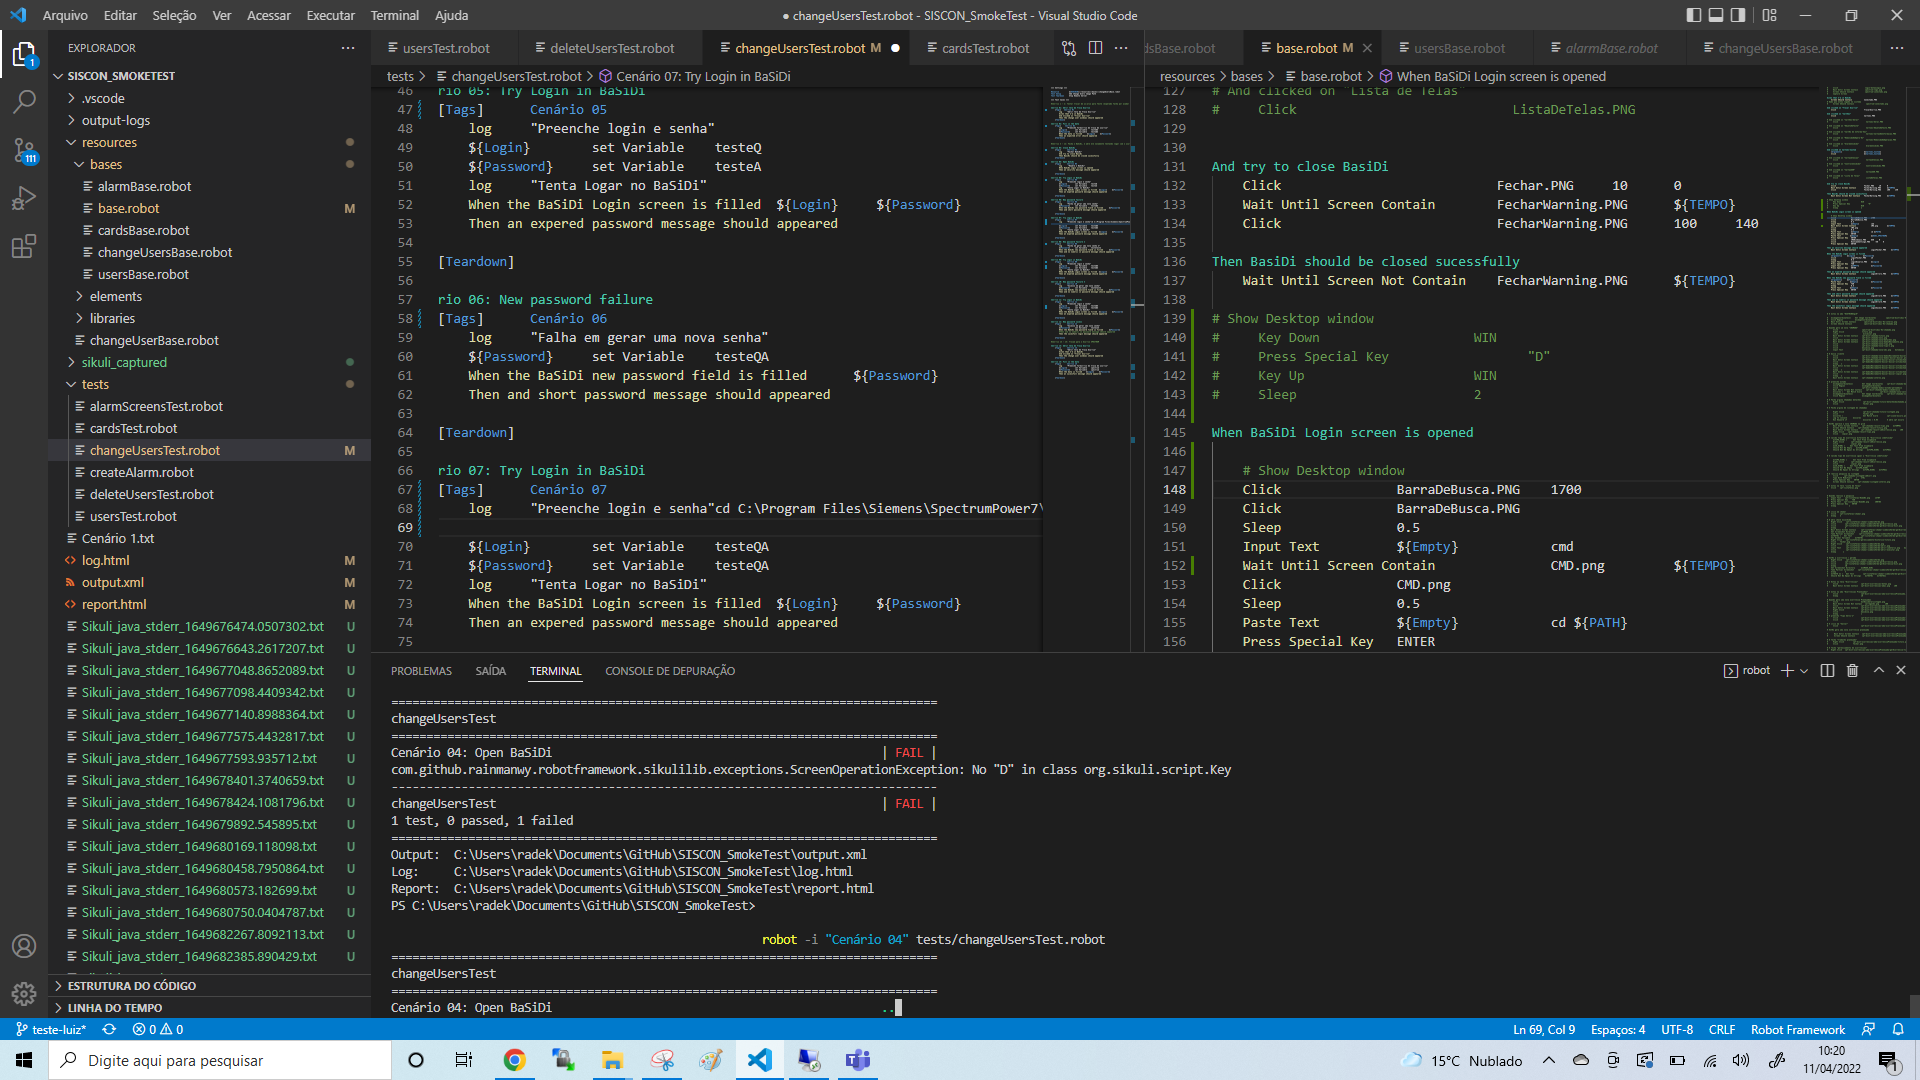 Arquivo Editar Seleção Ver Acessar Executar Terminal Ajuda
● changeUsersTest.robot - SISCON_SmokeTest - Visual Studio Code
EXPLORADOR
SISCON_SMOKETEST
.vscode
output-logs
resources
bases
alarmBase.robot
base.robot M
cardsBase.robot
changeUsersBase.robot
usersBase.robot
elements
libraries
changeUserBase.robot
sikuli_captured
tests
alarmScreensTest.robot
cardsTest.robot
changeUsersTest.robot M
createAlarm.robot
deleteUsersTest.robot
usersTest.robot
Cenário 1.txt
log.html M
output.xml M
report.html M
Sikuli_java_stderr_1649676474.0507302.txt U
Sikuli_java_stderr_1649676643.2617207.txt U
Sikuli_java_stderr_1649677048.8652089.txt U
Sikuli_java_stderr_1649677098.4409342.txt U
Sikuli_java_stderr_1649677140.8988364.txt U
Sikuli_java_stderr_1649677575.4432817.txt U
Sikuli_java_stderr_1649677593.935712.txt U
Sikuli_java_stderr_1649678401.3740659.txt U
Sikuli_java_stderr_1649678424.1081796.txt U
Sikuli_java_stderr_1649679892.545895.txt U
Sikuli_java_stderr_1649680169.118098.txt U
Sikuli_java_stderr_1649680458.7950864.txt U
Sikuli_java_stderr_1649680573.182699.txt U
Sikuli_java_stderr_1649680750.0404787.txt U
Sikuli_java_stderr_1649682267.8092113.txt U
Sikuli_java_stderr_1649682385.890429.txt U
ESTRUTURA DO CÓDIGO
LINHA DO TEMPO
1
111
usersTest.robot deleteUsersTest.robot changeUsersTest.robot M ● cardsTest.robot
tests > changeUsersTest.robot > Cenário 07: Try Login in BaSiDi
46 rio 05: Try Login in BaSiDi
47 [Tags] Cenário 05
48 log "Preenche login e senha"
49 ${Login} set Variable testeQ
50 ${Password} set Variable testeA
51 log "Tenta Logar no BaSiDi"
52 When the BaSiDi Login screen is filled ${Login} ${Password}
53 Then an expered password message should appeared
54
55 [Teardown]
56
57 rio 06: New password failure
58 [Tags] Cenário 06
59 log "Falha em gerar uma nova senha"
60 ${Password} set Variable testeQA
61 When the BaSiDi new password field is filled ${Password}
62 Then and short password message should appeared
63
64 [Teardown]
65
66 rio 07: Try Login in BaSiDi
67 [Tags] Cenário 07
68 log "Preenche login e senha"cd C:\Program Files\Siemens\SpectrumPower7\
69
70 ${Login} set Variable testeQA
71 ${Password} set Variable testeQA
72 log "Tenta Logar no BaSiDi"
73 When the BaSiDi Login screen is filled ${Login} ${Password}
74 Then an expered password message should appeared
75
dsBase.robot base.robot M usersBase.robot alarmBase.robot changeUsersBase.robot
resources > bases > base.robot > When BaSiDi Login screen is opened
127 # And clicked on "Lista de Telas"
128 # Click ListaDeTelas.PNG
129
130
131 And try to close BasiDi
132 Click Fechar.PNG 10 0
133 Wait Until Screen Contain FecharWarning.PNG ${TEMPO}
134 Click FecharWarning.PNG 100 140
135
136 Then BasiDi should be closed sucessfully
137 Wait Until Screen Not Contain FecharWarning.PNG ${TEMPO}
138
139 # Show Desktop window
140 # Key Down WIN
141 # Press Special Key "D"
142 # Key Up WIN
143 # Sleep 2
144
145 When BaSiDi Login screen is opened
146
147 # Show Desktop window
148 Click BarraDeBusca.PNG 1700
149 Click BarraDeBusca.PNG
150 Sleep 0.5
151 Input Text ${Empty} cmd
152 Wait Until Screen Contain CMD.png ${TEMPO}
153 Click CMD.png
154 Sleep 0.5
155 Paste Text ${Empty} cd ${PATH}
156 Press Special Key ENTER
PROBLEMAS SAÍDA TERMINAL CONSOLE DE DEPURAÇÃO
robot
==============================================================================
changeUsersTest
==============================================================================
Cenário 04: Open BaSiDi | FAIL |
com.github.rainmanwy.robotframework.sikulilib.exceptions.ScreenOperationException: No "D" in class org.sikuli.script.Key
------------------------------------------------------------------------------
changeUsersTest | FAIL |
1 test, 0 passed, 1 failed
==============================================================================
Output: C:\Users\radek\Documents\GitHub\SISCON_SmokeTest\output.xml
Log: C:\Users\radek\Documents\GitHub\SISCON_SmokeTest\log.html
Report: C:\Users\radek\Documents\GitHub\SISCON_SmokeTest\report.html
PS C:\Users\radek\Documents\GitHub\SISCON_SmokeTest>
robot -i "Cenário 04" tests/changeUsersTest.robot
==============================================================================
changeUsersTest
==============================================================================
Cenário 04: Open BaSiDi ..
teste-luiz* 0 0
Ln 69, Col 9 Espaços: 4 UTF-8 CRLF Robot Framework
Digite aqui para pesquisar
15°C Nublado
10:20
11/04/2022
1